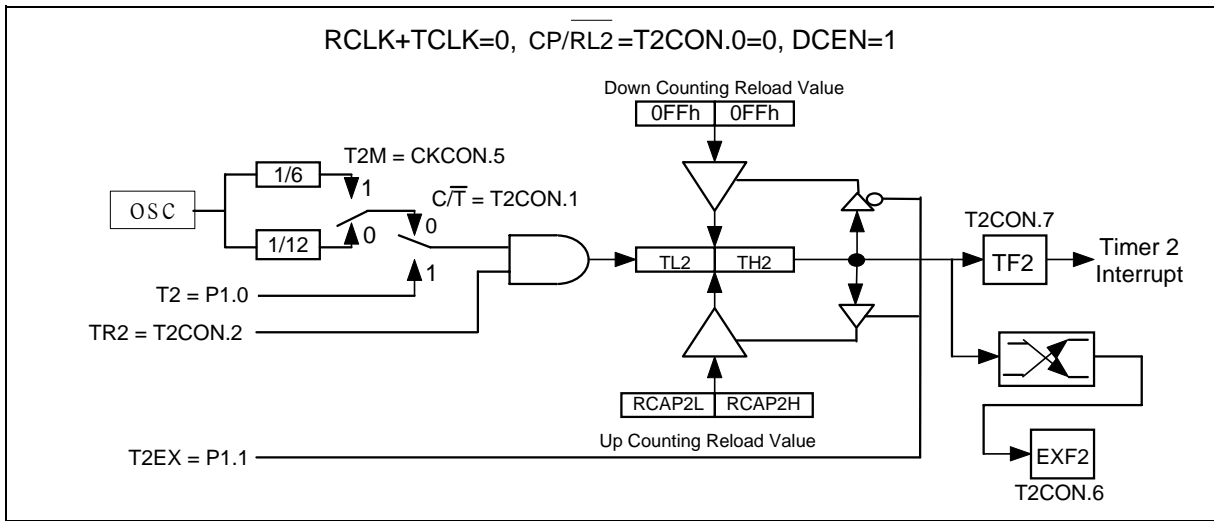 RCLK+TCLK=0, CP/RL2=T2CON.0=0, DCEN=1
Down Counting Reload Value
0FFh 0FFh
T2M = CKCON.5
1/6
1
OSC
C/T = T2CON.1
0
1/12
0
1
T2 = P1.0
TR2 = T2CON.2
TL2 TH2
T2CON.7
TF2
Timer 2
Interrupt
RCAP2L RCAP2H
Up Counting Reload Value
T2EX = P1.1
EXF2
T2CON.6